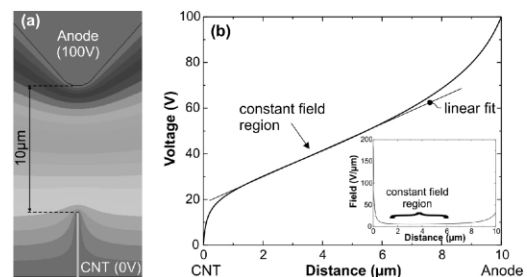 (a)
Anode
(100V)
10μm
CNT (0V)
(b)
Voltage (V)
100
80
60
40
20
0
constant field
region
linear fit
Field (V/μm)
200
150
100
50
0
constant field
region
0 2 4 6 8 10
Distance (μm)
0 2 4 6 8 10
CNT Distance (μm) Anode